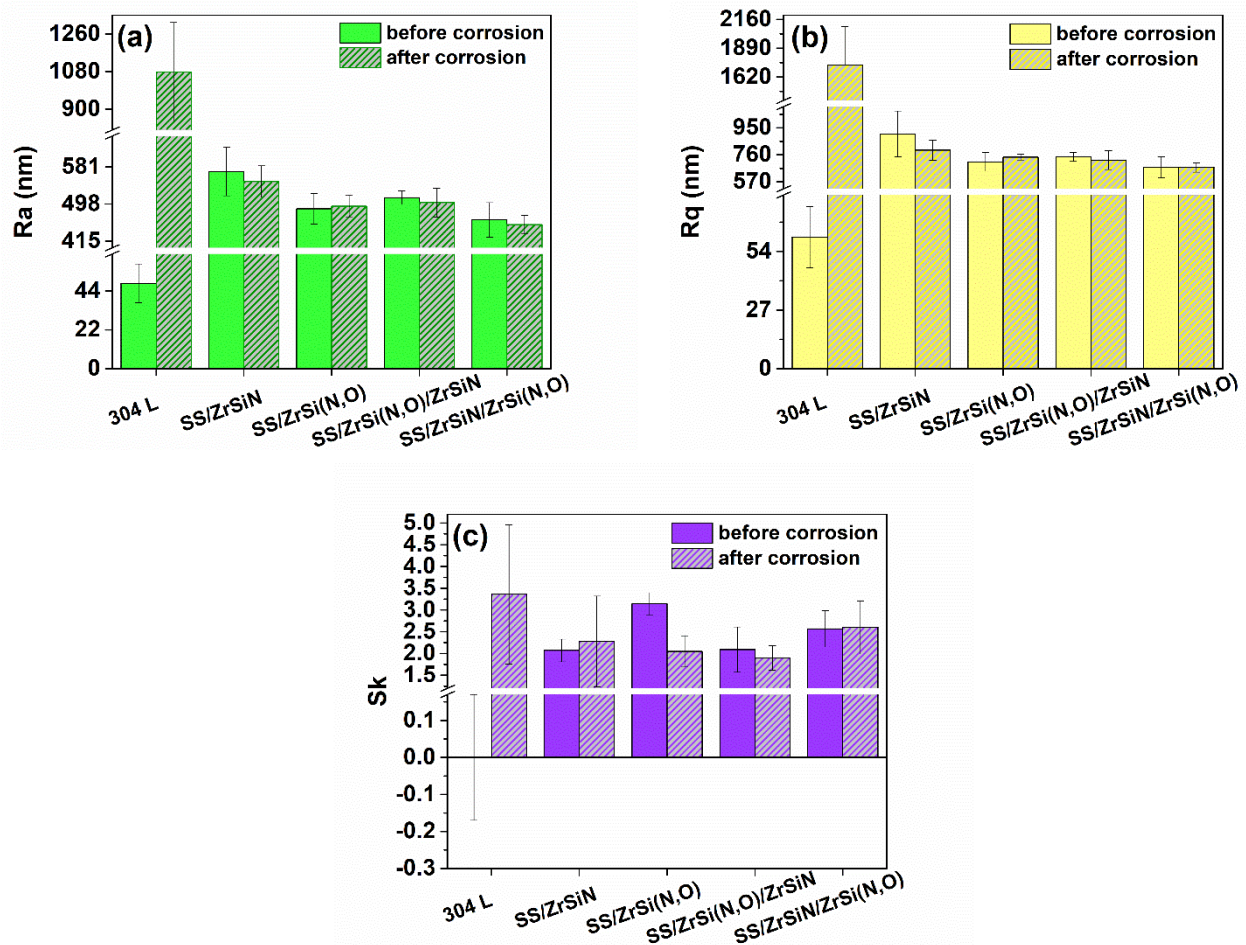 (a)
before corrosion
after corrosion
Ra (nm)
1260
1080
900
581
498
415
44
22
0
304 L
SS/ZrSiN
SS/ZrSi(N,O)
SS/ZrSi(N,O)/ZrSiN
SS/ZrSiN/ZrSi(N,O)
(b)
before corrosion
after corrosion
Rq (nm)
2160
1890
1620
950
760
570
54
27
0
304 L
SS/ZrSiN
SS/ZrSi(N,O)
SS/ZrSi(N,O)/ZrSiN
SS/ZrSiN/ZrSi(N,O)
(c)
before corrosion
after corrosion
Sk
5.0
4.5
4.0
3.5
3.0
2.5
2.0
1.5
0.1
0.0
-0.1
-0.2
-0.3
304 L
SS/ZrSiN
SS/ZrSi(N,O)
SS/ZrSi(N,O)/ZrSiN
SS/ZrSiN/ZrSi(N,O)